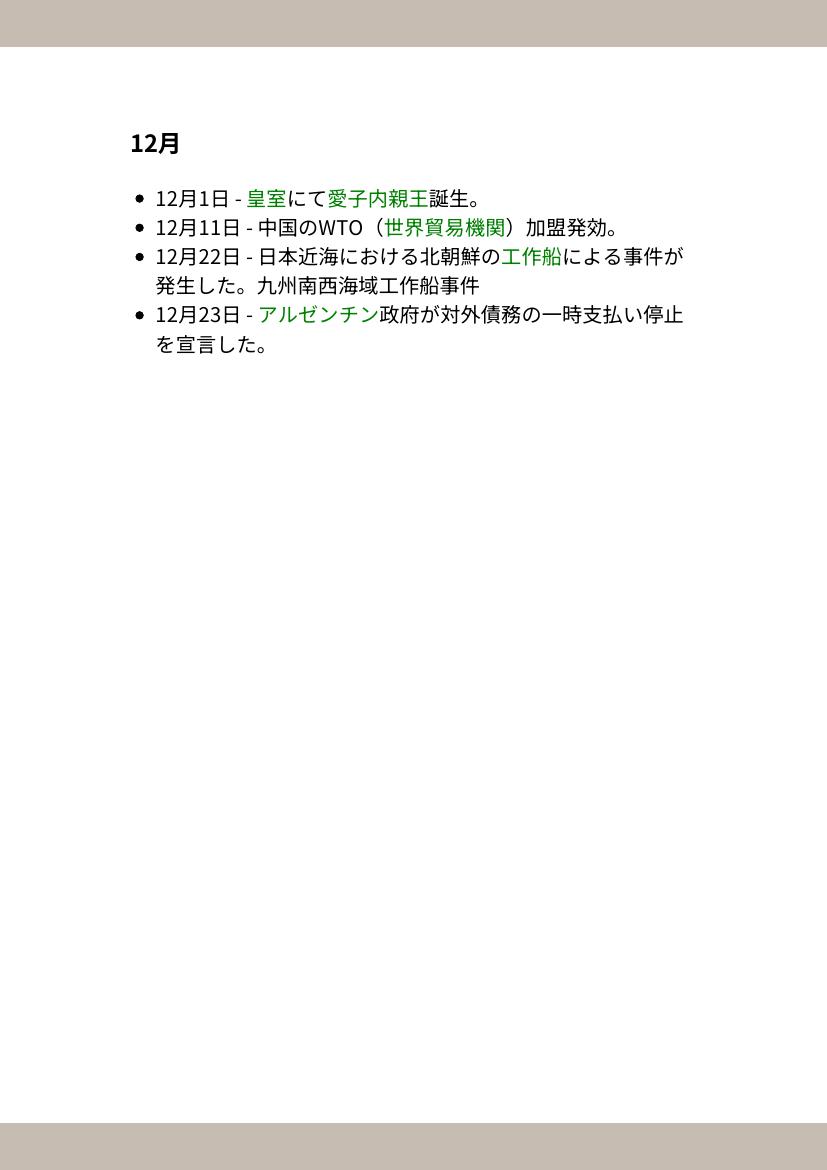 12月
• 12月1日 - 皇室にて愛子内親王誕生。
• 12月11日 - 中国のWTO（世界貿易機関）加盟発効。
• 12月22日 - 日本近海における北朝鮮の工作船による事件が
発生した。九州南西海域工作船事件
• 12月23日 - アルゼンチン政府が対外債務の一時支払い停止
を宣言した。